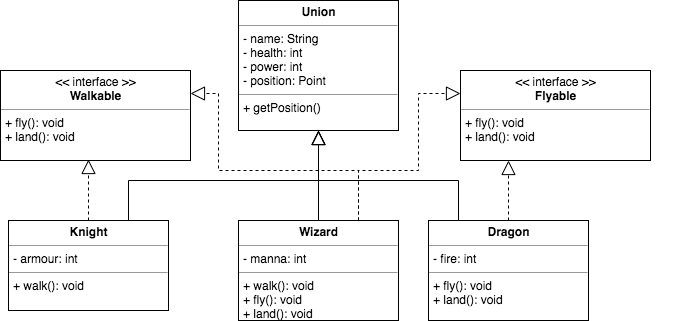 Union
- name: String
- health: int
- power: int
- position: Point
+ getPosition()
<< interface >>
Walkable
+ fly(): void
+ land(): void
<< interface >>
Flyable
+ fly(): void
+ land(): void
Knight
- armour: int
+ walk(): void
Wizard
- manna: int
+ walk(): void
+ fly(): void
+ land(): void
Dragon
- fire: int
+ fly(): void
+ land(): void